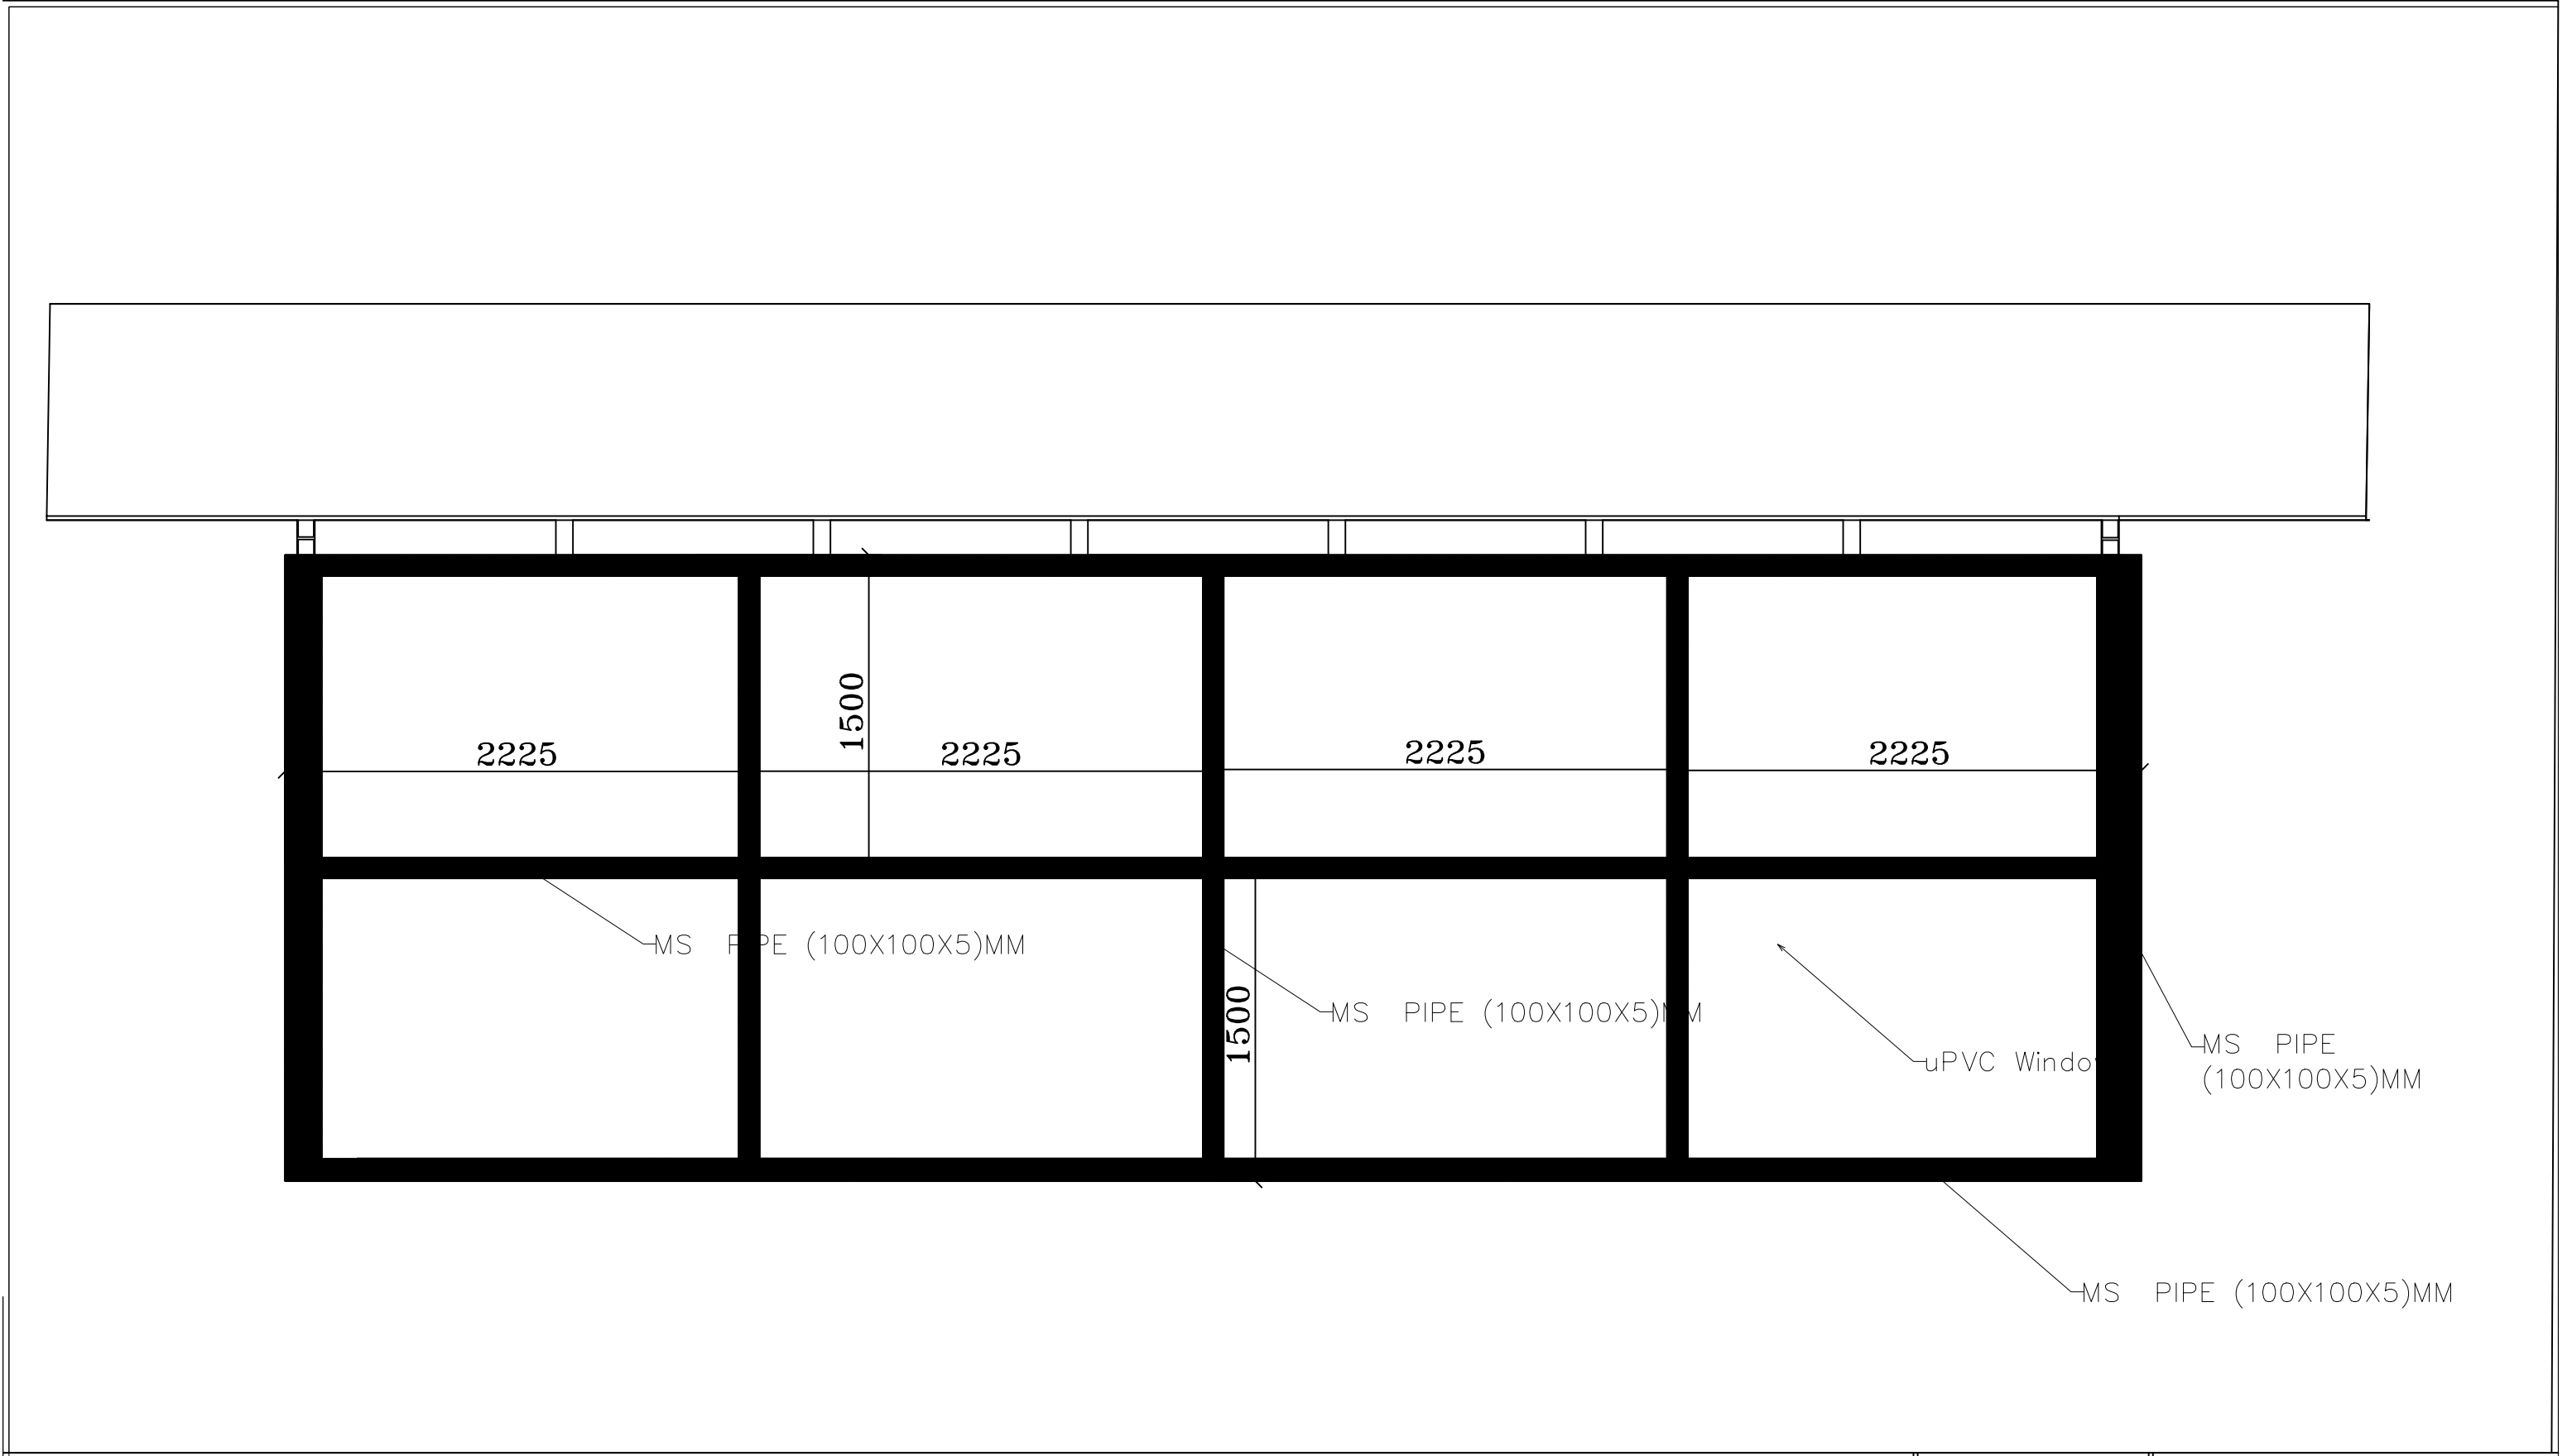 1500
2225
2225
2225
2225
MS PIPE (100X100X5)MM
1500
MS PIPE (100X100X5)MM
uPVC Windo
MS PIPE
(100X100X5)MM
MS PIPE (100X100X5)MM